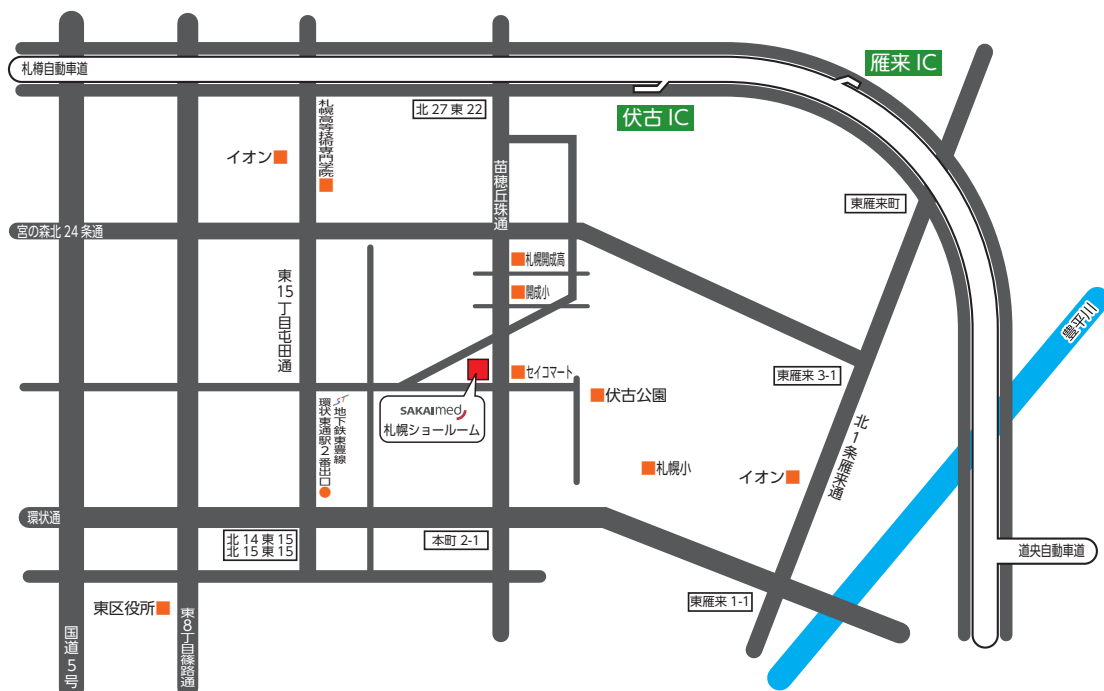 札樽自動車道
雁来 IC
伏古 IC
北 27 東 22
札幌高等技術専門学院
イオン
苗穂丘珠通
東雁来町
宮の森北 24 条通
札幌開成高
開成小
東15丁目屯田通
豊平川
セイコマート
東雁来 3-1
伏古公園
SAKAImed
札幌ショールーム
地下鉄東豊線
環状東通駅2番出口
北1条雁来通
札幌小
イオン
環状通
北 14 東 15
北 15 東 15
本町 2-1
道央自動車道
東雁来 1-1
東区役所
東8丁目篠路通
国道5号